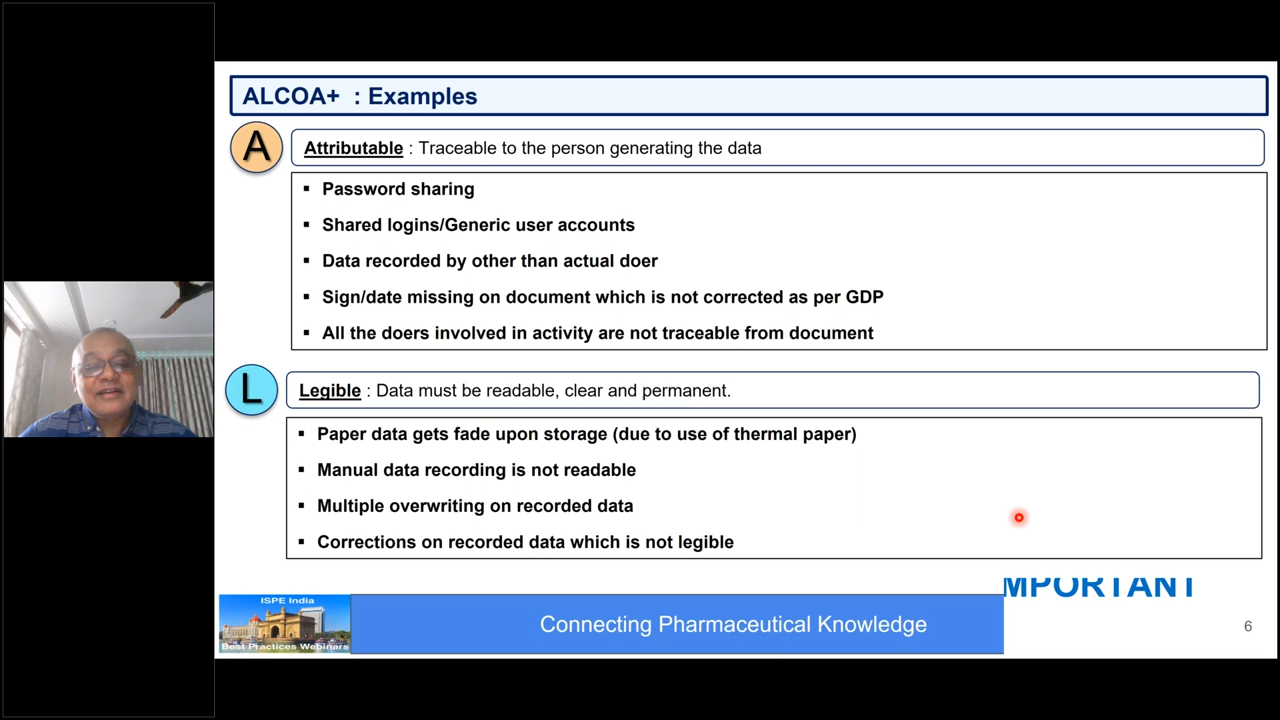 ALCOA+ : Examples
A
Attributable : Traceable to the person generating the data
▪ Password sharing
▪ Shared logins/Generic user accounts
▪ Data recorded by other than actual doer
▪ Sign/date missing on document which is not corrected as per GDP
▪ All the doers involved in activity are not traceable from document
L
Legible : Data must be readable, clear and permanent.
▪ Paper data gets fade upon storage (due to use of thermal paper)
▪ Manual data recording is not readable
▪ Multiple overwriting on recorded data
▪ Corrections on recorded data which is not legible
MPORTANT
ISPE India
Best Practices Webinars
Connecting Pharmaceutical Knowledge
6